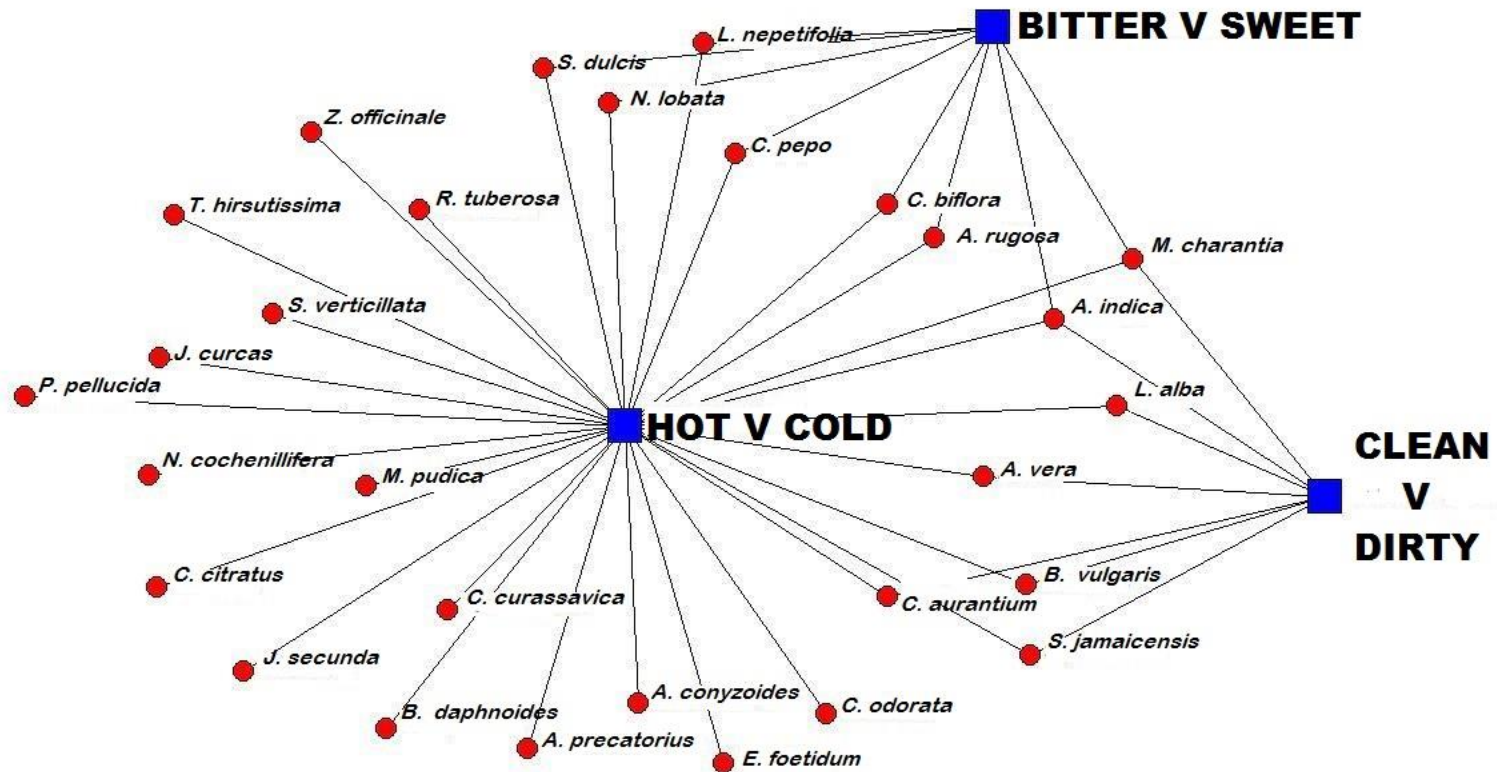 BITTER V SWEET
L. nepetifolia
S. dulcis
N. lobata
Z. officinale
C. pepo
T. hirsutissima
R. tuberosa
C. biflora
A. rugosa
M. charantia
S. verticillata
A. indica
J. curcas
P. pellucida
L. alba
HOT V COLD
CLEAN
V
DIRTY
N. cochenillifera
M. pudica
A. vera
C. citratus
C. curassavica
B. vulgaris
C. aurantium
S. jamaicensis
J. secunda
A. conyzoides
B. daphnoides
C. odorata
A. precatorius
E. foetidum